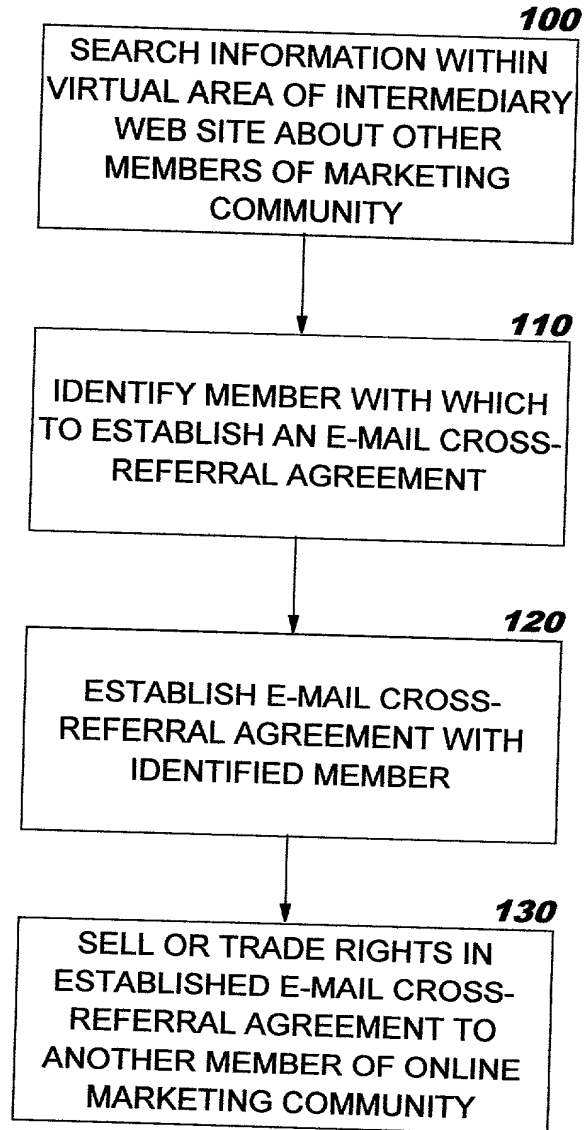 100
SEARCH INFORMATION WITHIN
VIRTUAL AREA OF INTERMEDIARY
WEB SITE ABOUT OTHER
MEMBERS OF MARKETING
COMMUNITY
110
IDENTIFY MEMBER WITH WHICH
TO ESTABLISH AN E-MAIL CROSS-
REFERRAL AGREEMENT
120
ESTABLISH E-MAIL CROSS-
REFERRAL AGREEMENT WITH
IDENTIFIED MEMBER
130
SELL OR TRADE RIGHTS IN
ESTABLISHED E-MAIL CROSS-
REFERRAL AGREEMENT TO
ANOTHER MEMBER OF ONLINE
MARKETING COMMUNITY